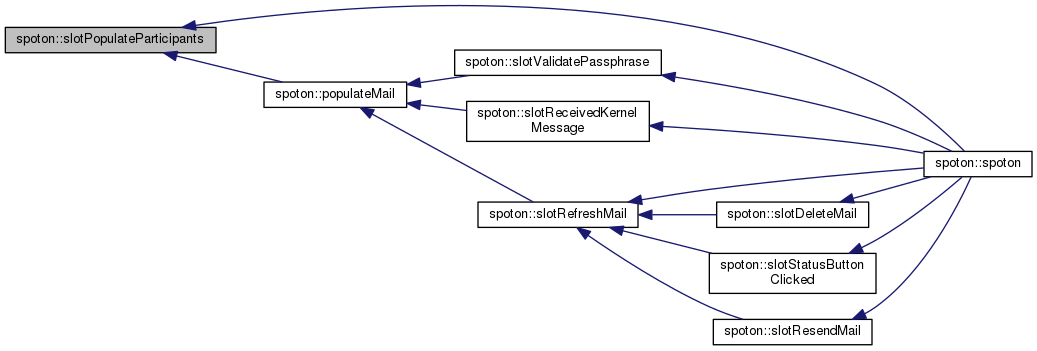 spoton::slotPopulateParticipants
spoton::populateMail
spoton::slotValidatePassphrase
spoton::slotReceivedKernel
Message
spoton::slotRefreshMail
spoton::slotDeleteMail
spoton::slotStatusButton
Clicked
spoton::slotResendMail
spoton::spoton